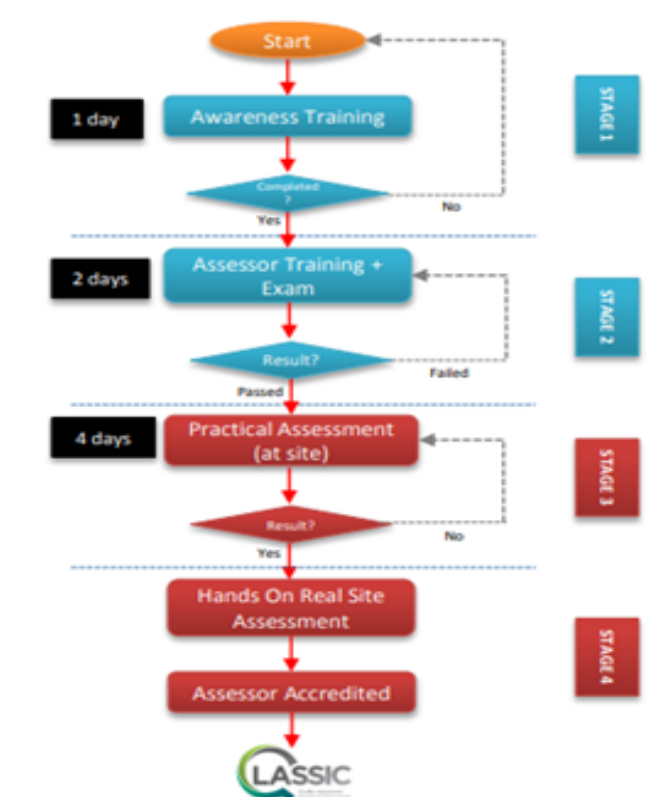 Start
1 day
Awareness Training
STAGE 1
Completed
?
No
Yes
2 days
Assessor Training +
Exam
STAGE 2
Result?
Failed
Passed
4 days
Practical Assessment
(at site)
STAGE 3
Result?
No
Yes
Hands On Real Site
Assessment
STAGE 4
Assessor Accredited
QLASSIC